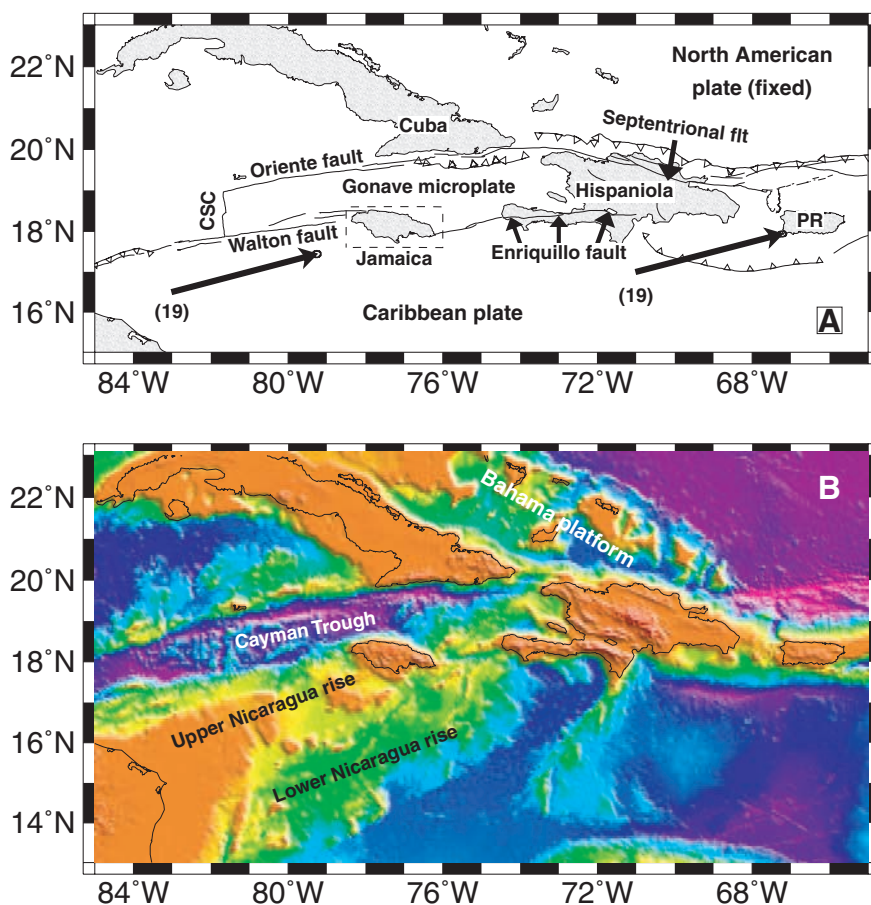 22°N
20°N
18°N
16°N
North American
plate (fixed)
Septentrional flt
Cuba
Oriente fault
Gonave microplate
Hispaniola
CSC
PR
Walton fault
Enriquillo fault
Jamaica
(19)
(19)
Caribbean plate
A
84°W
80°W
76°W
72°W
68°W
22°N
20°N
18°N
16°N
14°N
B
Bahama platform
Cayman Trough
Upper Nicaragua rise
Lower Nicaragua rise
84°W
80°W
76°W
72°W
68°W